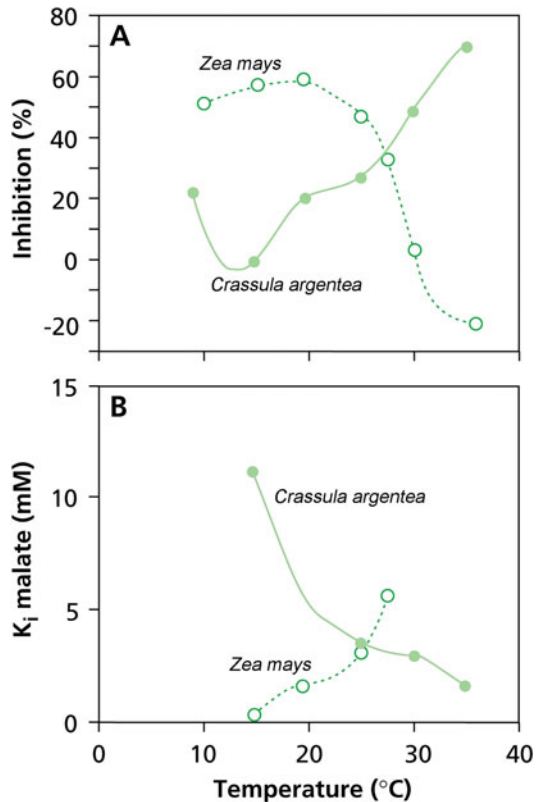 A
Zea mays
Crassula argentea
Inhibition (%)
80
60
40
20
0
-20
B
Crassula argentea
Zea mays
Kᵢ malate (mM)
15
10
5
0
0 10 20 30 40
Temperature (°C)